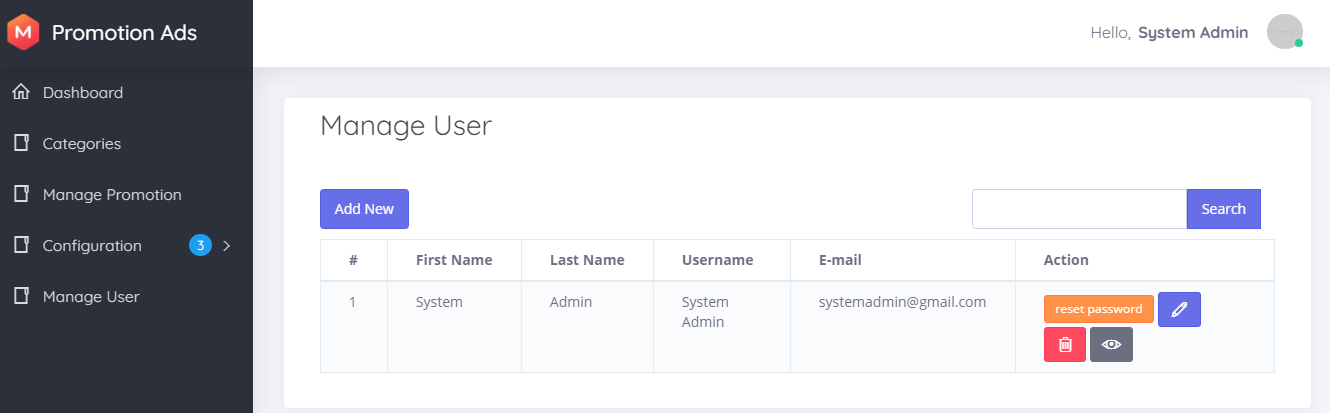 M Promotion Ads
Hello, System Admin
Dashboard
Categories
Manage Promotion
Configuration 3
Manage User
Manage User
Add New
Search
# First Name Last Name Username E-mail Action
1 System Admin System Admin systemadmin@gmail.com reset password